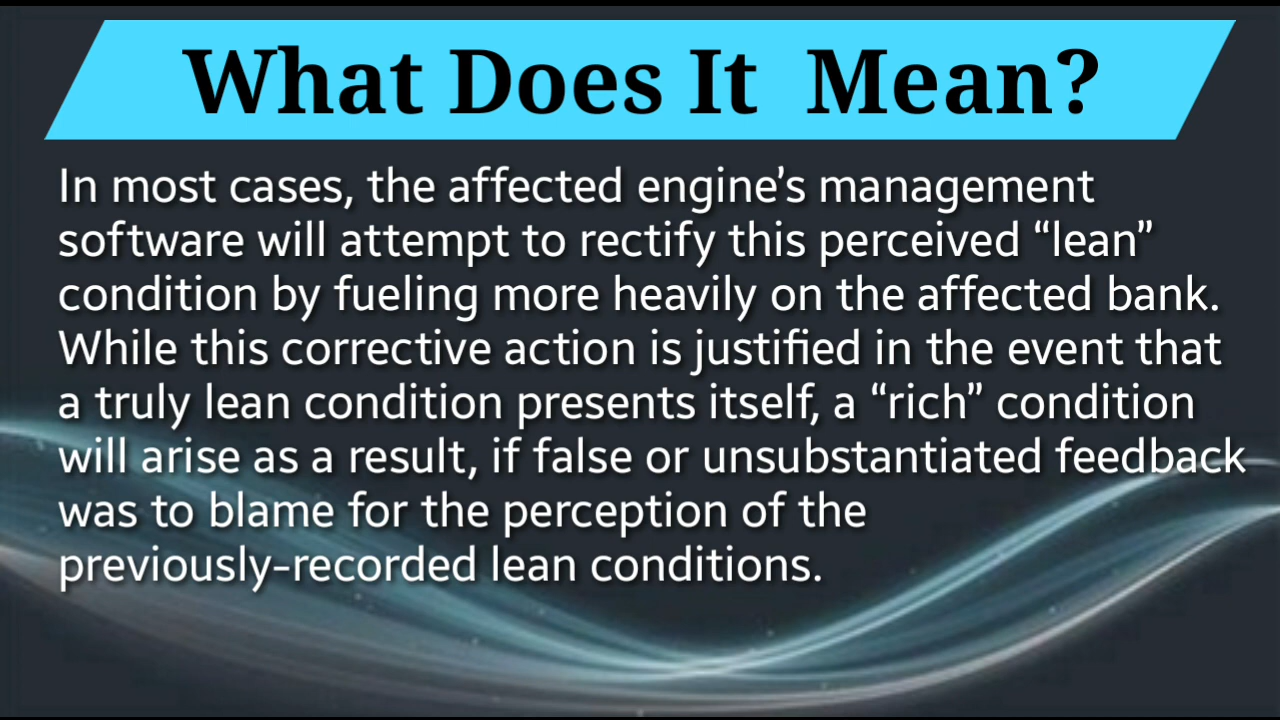 What Does It Mean?
In most cases, the affected engine’s management
software will attempt to rectify this perceived “lean”
condition by fueling more heavily on the affected bank.
While this corrective action is justified in the event that
a truly lean condition presents itself, a “rich” condition
will arise as a result, if false or unsubstantiated feedback
was to blame for the perception of the
previously-recorded lean conditions.